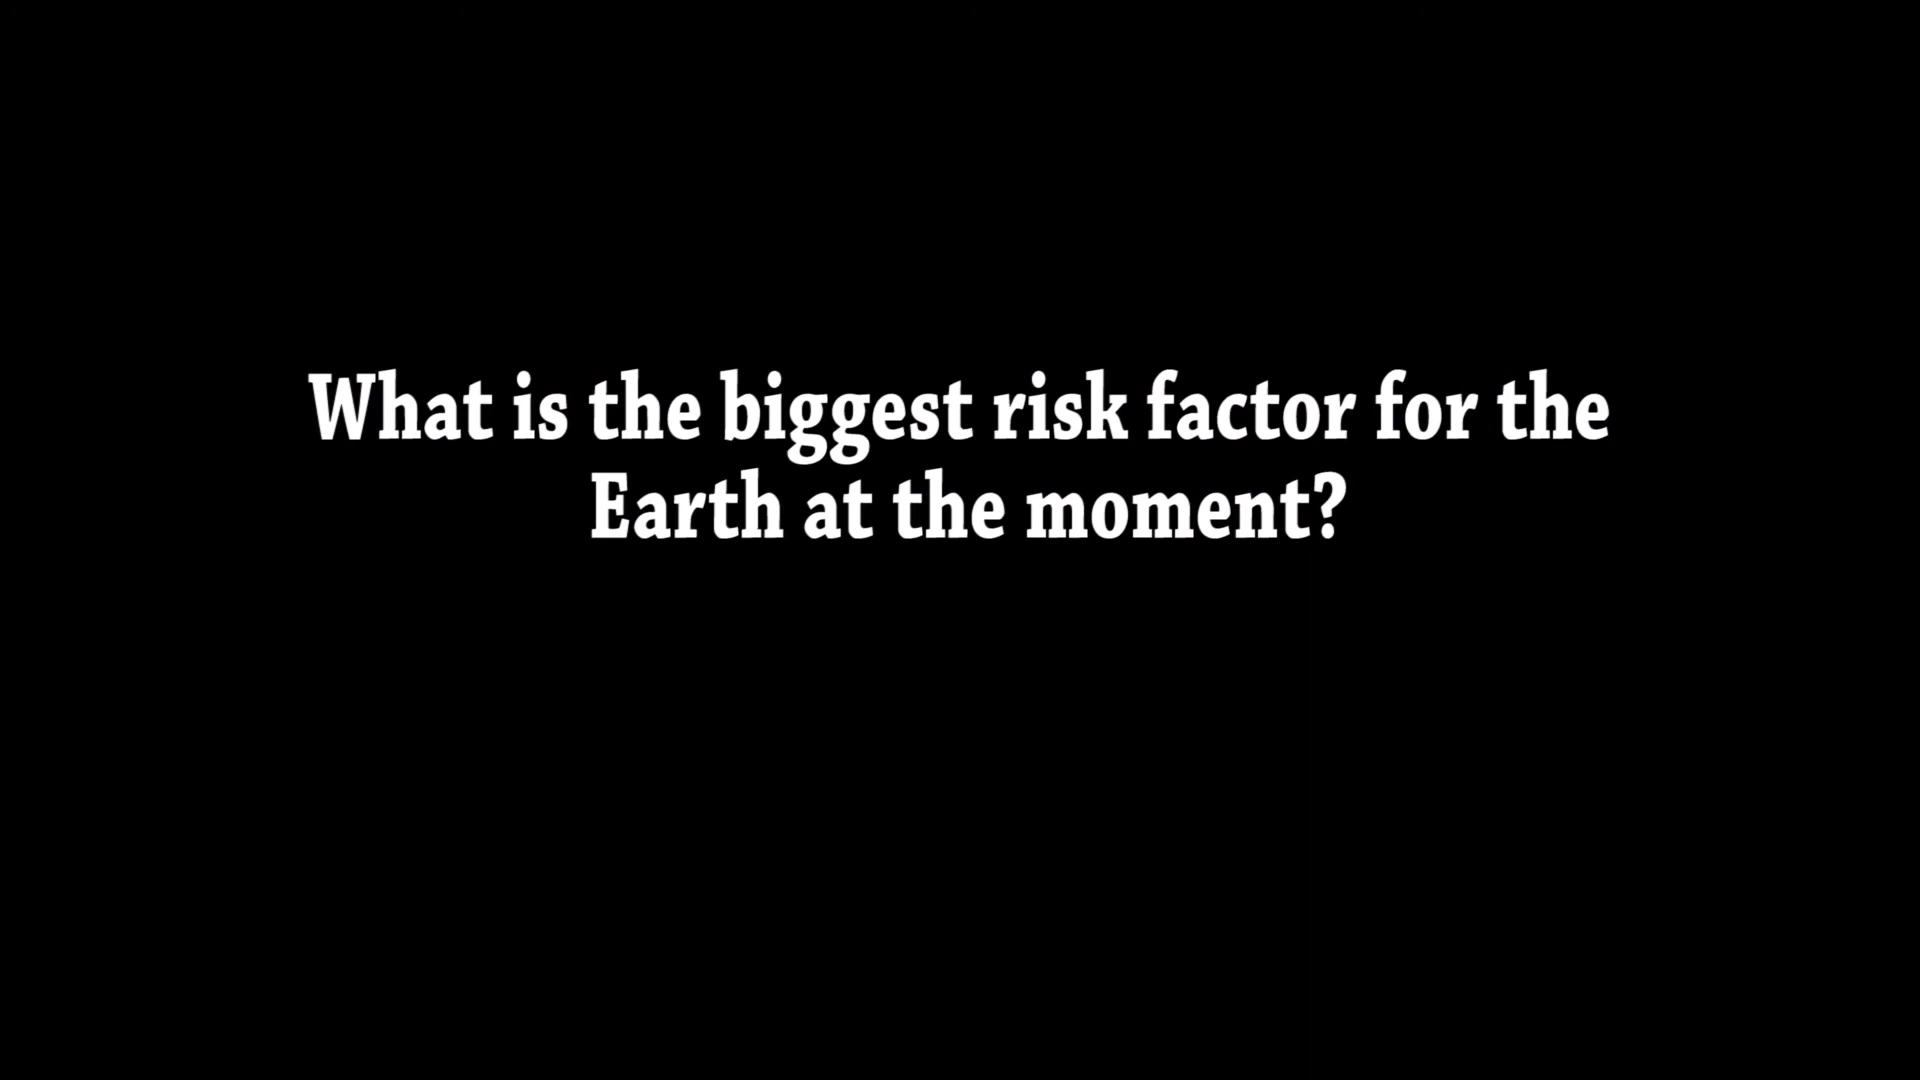 What is the biggest risk factor for the
Earth at the moment?